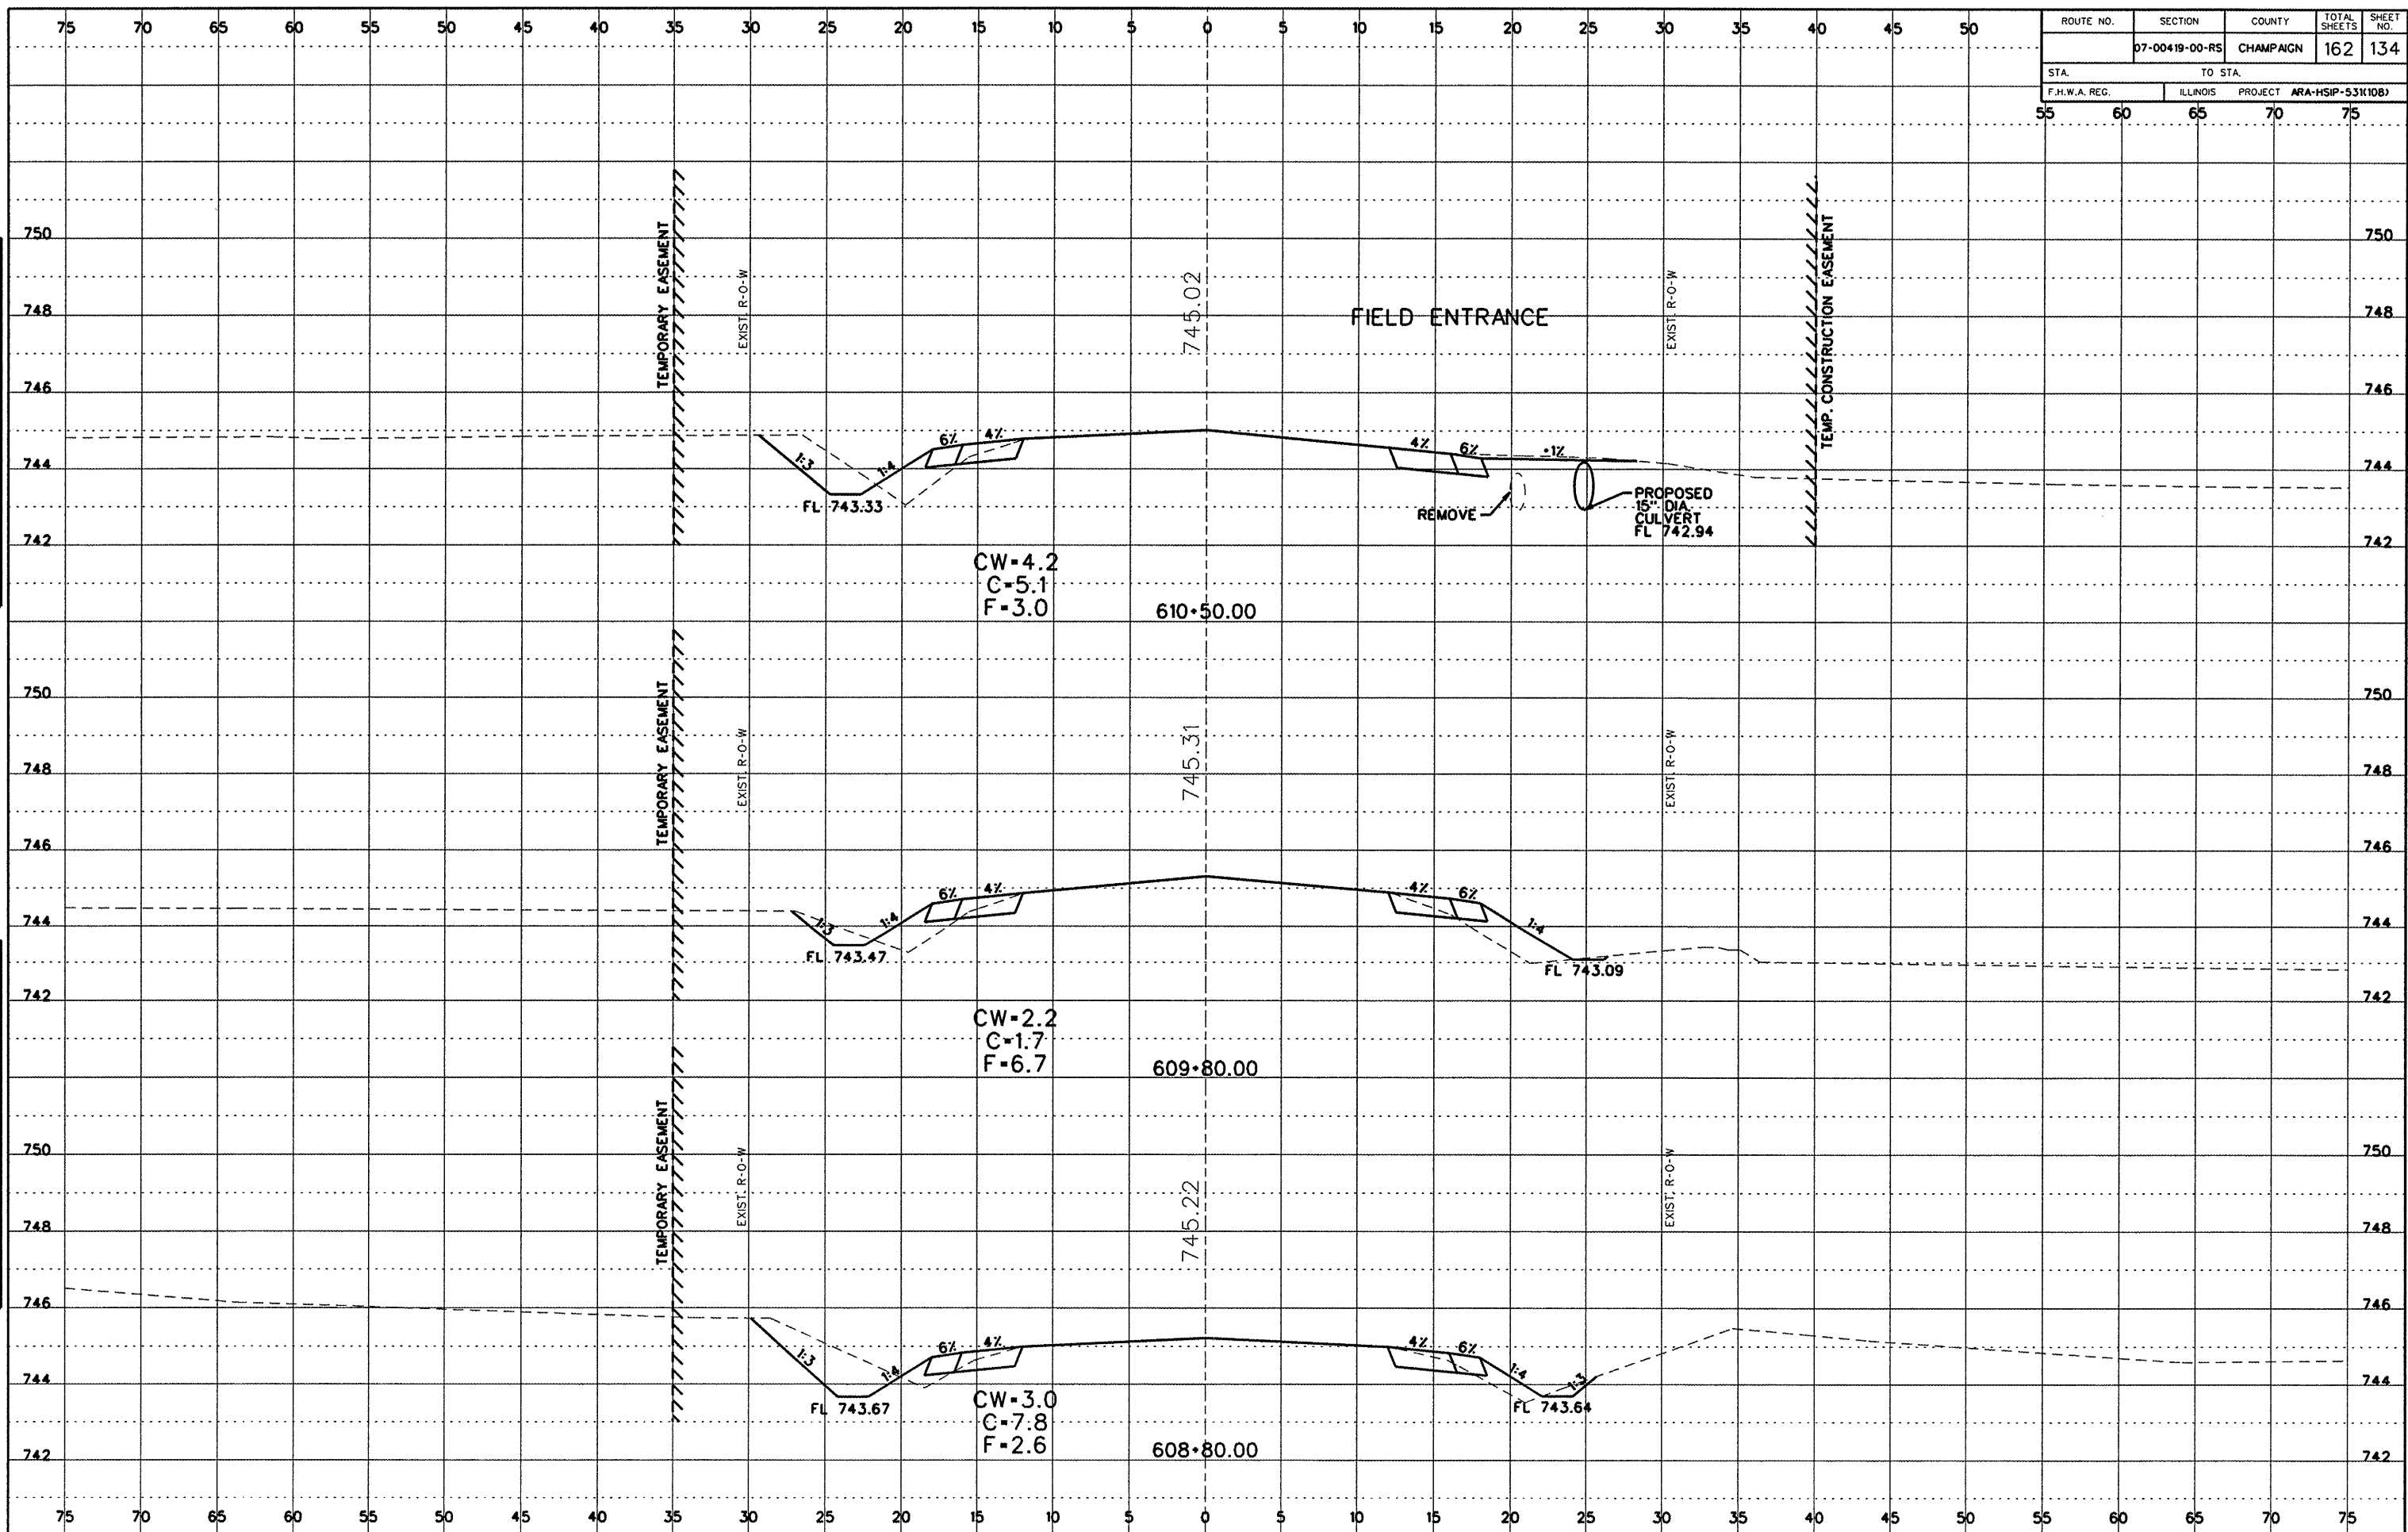 75 70 65 60 55 50 45 40 35 30 25 20 15 10 5 0 5 10 15 20 25 30 35 40 45 50
ROUTE NO. SECTION COUNTY TOTAL SHEETS SHEET NO.
07-00419-00-RS CHAMPAIGN 162 134
STA. TO STA.
F.H.W.A. REG. ILLINOIS PROJECT ARA-HSIP-531(108)
55 60 65 70 75
TEMPORARY EASEMENT
EXIST. R-O-W
745.02
FIELD ENTRANCE
EXIST. R-O-W
TEMP. CONSTRUCTION EASEMENT
750 750
748 748
746 746
744 744
742 742
1:3 1:4 6% 4% 4% 6% +1%
FL 743.33
REMOVE
PROPOSED
15" DIA.
CULVERT
FL 742.94
CW=4.2
C=5.1
F=3.0
610+50.00
TEMPORARY EASEMENT
EXIST. R-O-W
745.31
EXIST. R-O-W
750 750
748 748
746 746
744 744
742 742
1:3 1:4 6% 4% 4% 6% 1:4
FL 743.47
FL 743.09
CW=2.2
C=1.7
F=6.7
609+80.00
TEMPORARY EASEMENT
EXIST. R-O-W
745.22
EXIST. R-O-W
750 750
748 748
746 746
744 744
742 742
1:3 1:4 6% 4% 4% 6% 1:4 1:3
FL 743.67
FL 743.64
CW=3.0
C=7.8
F=2.6
608+80.00
75 70 65 60 55 50 45 40 35 30 25 20 15 10 5 0 5 10 15 20 25 30 35 40 45 50 55 60 65 70 75